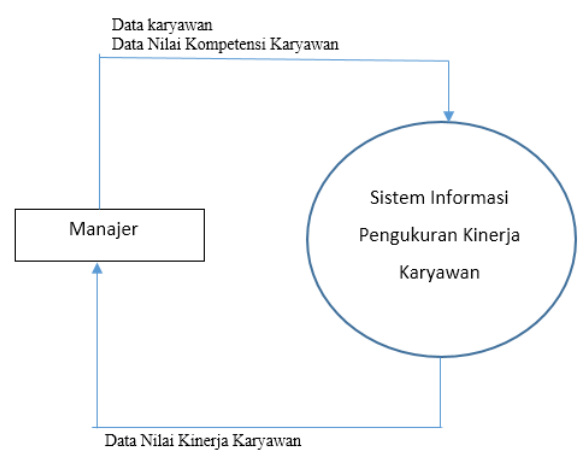 Data karyawan
Data Nilai Kompetensi Karyawan
Manajer
Sistem Informasi
Pengukuran Kinerja
Karyawan
Data Nilai Kinerja Karyawan